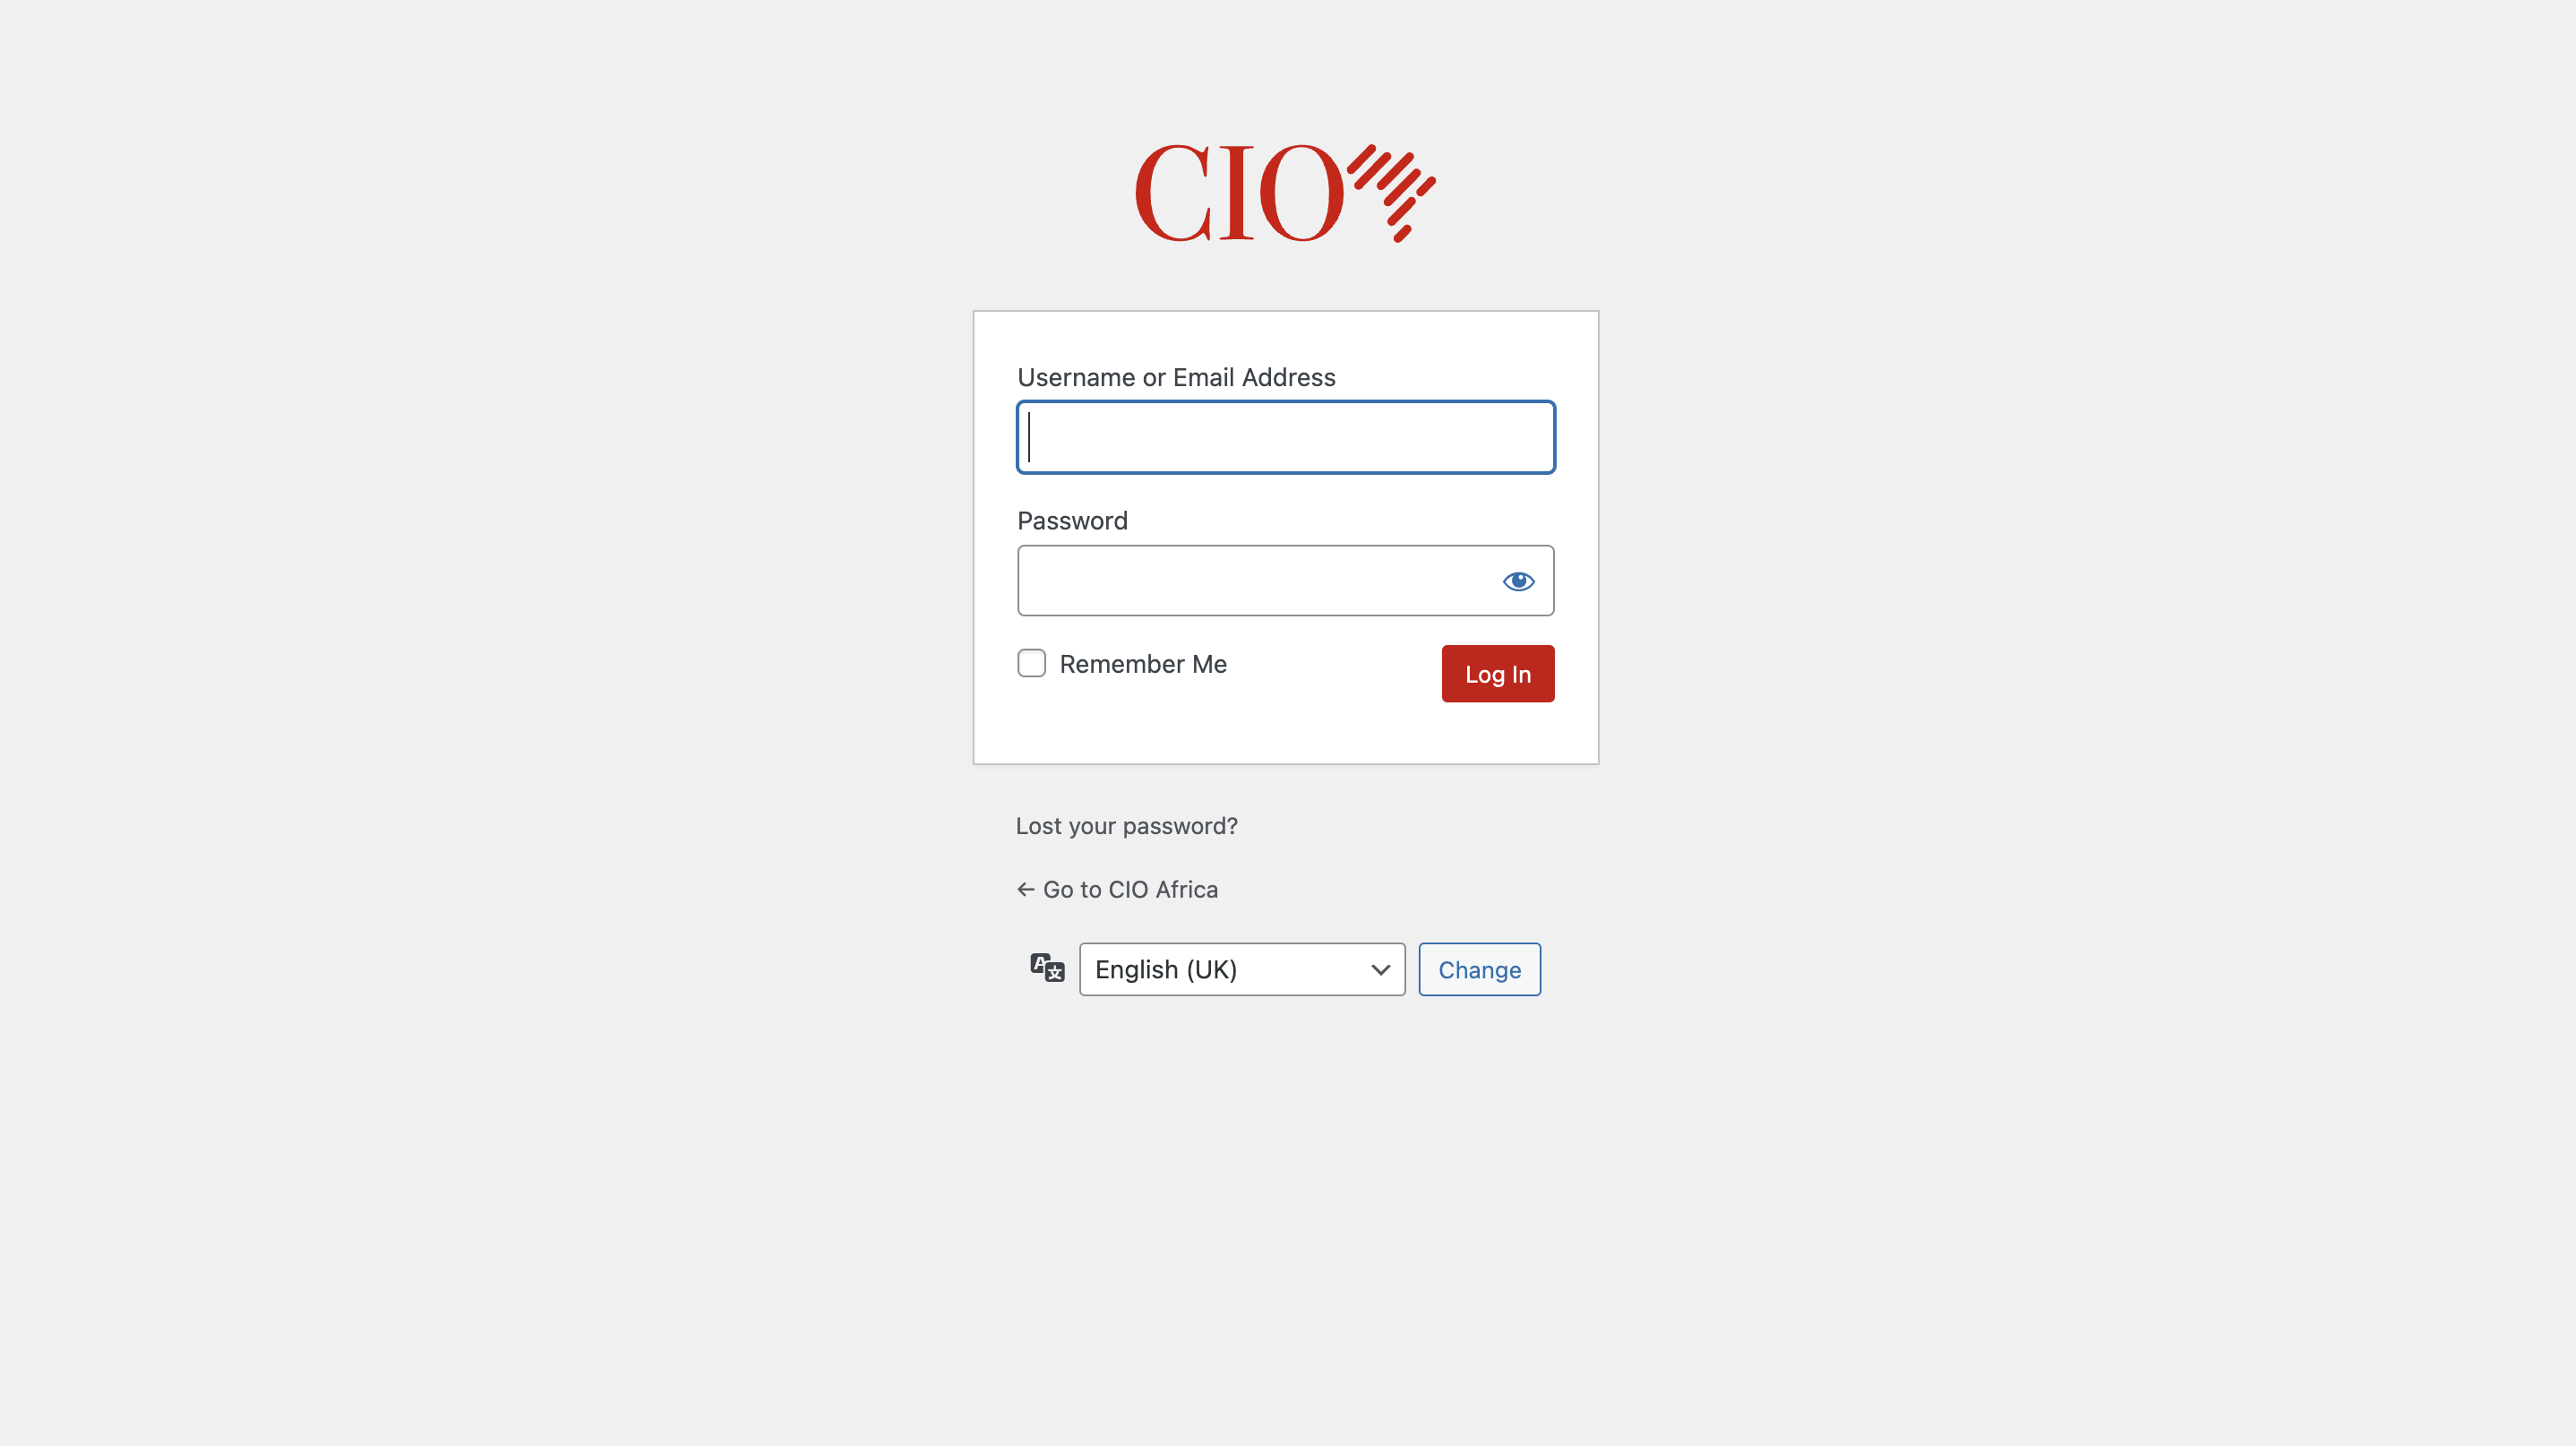 CIO
Username or Email Address
Password
Remember Me
Log In
Lost your password?
← Go to CIO Africa
English (UK)
Change